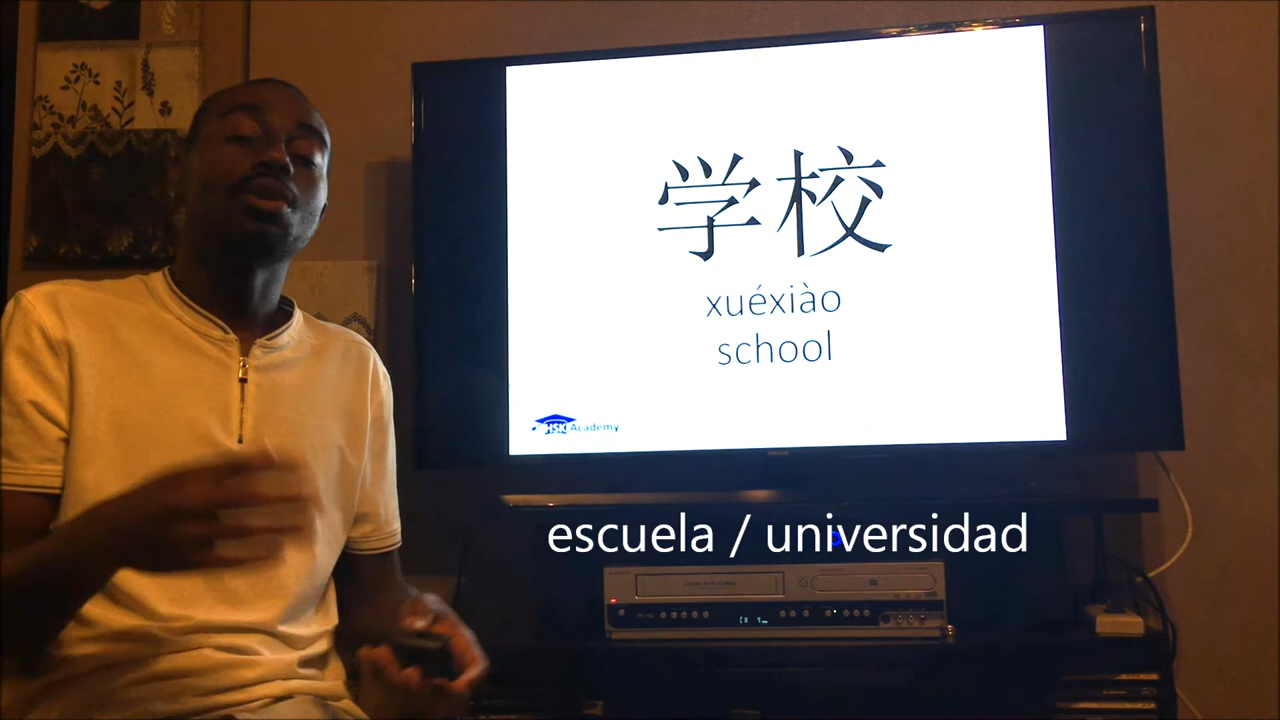 学校
xuéxiào
school
HSK Academy
escuela / universidad